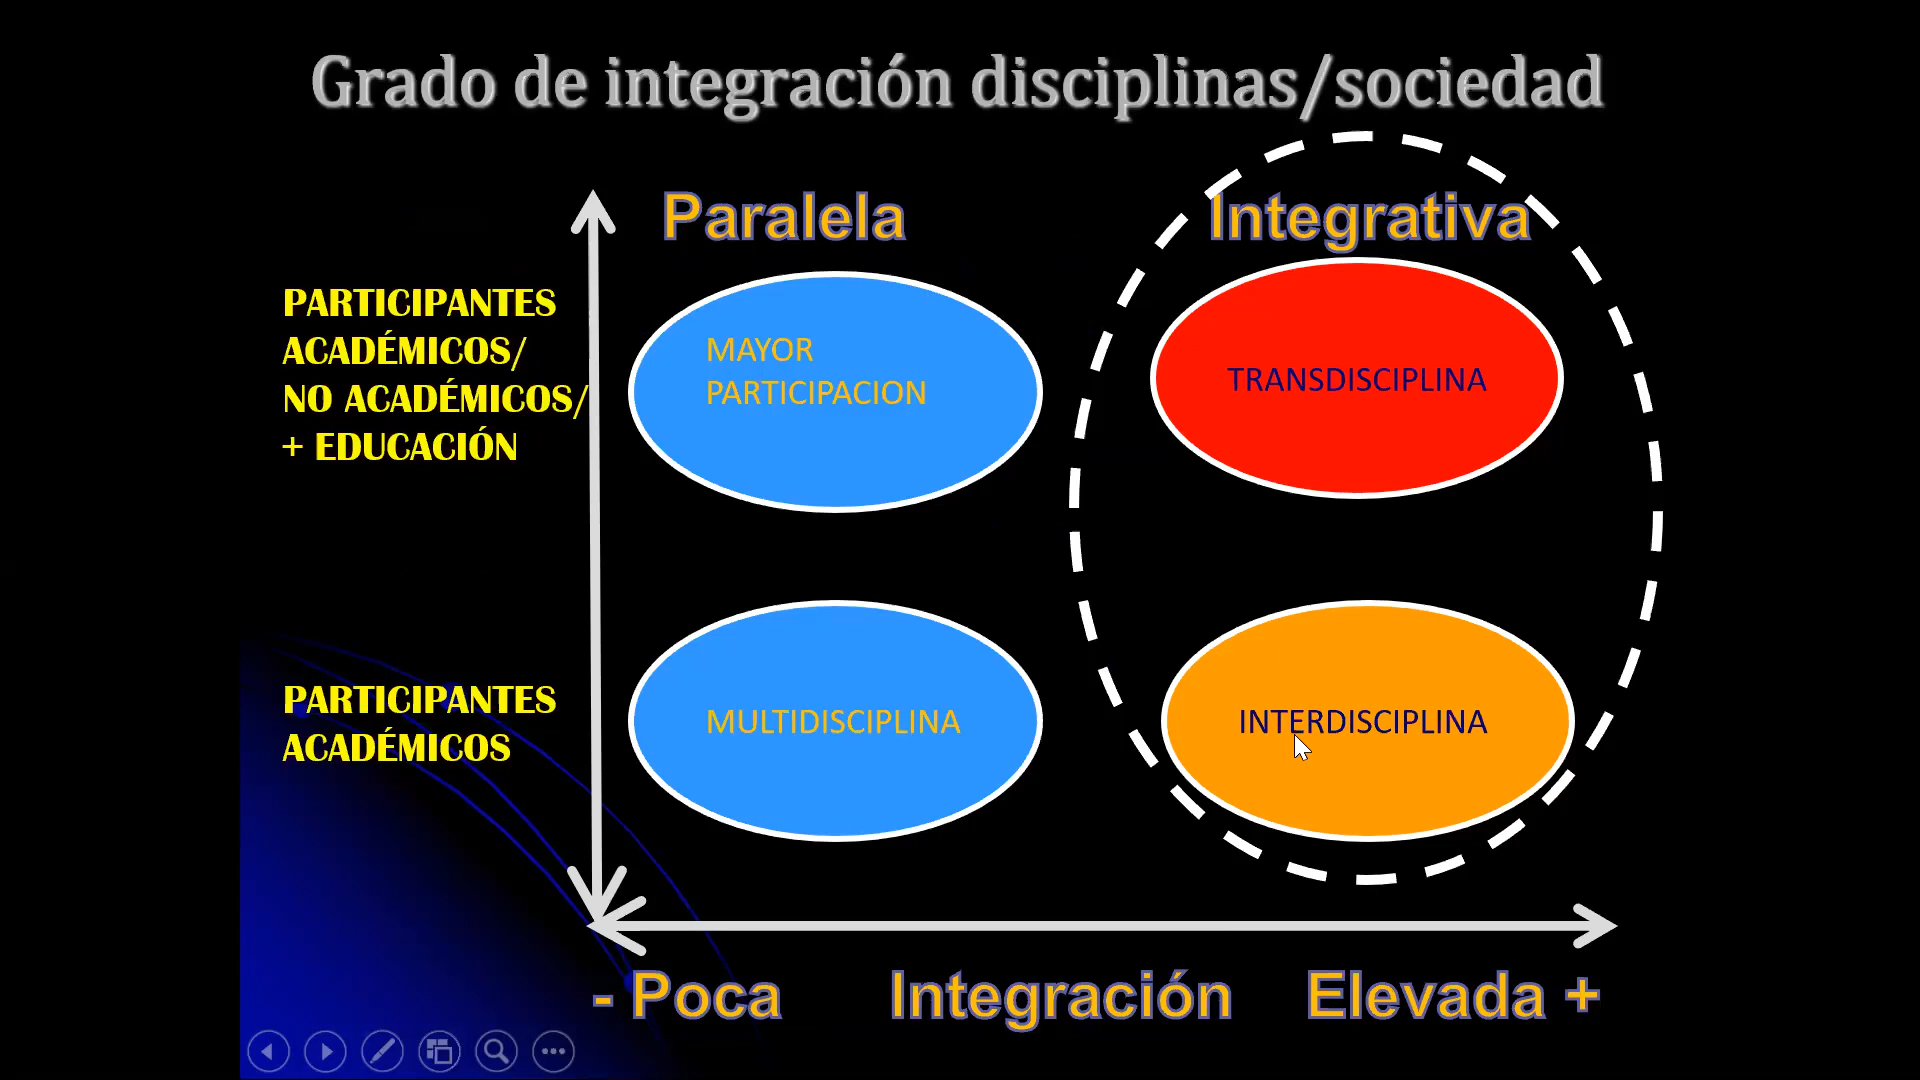 Grado de integración disciplinas/sociedad
Paralela
Integrativa
PARTICIPANTES
ACADÉMICOS/
NO ACADÉMICOS/
+ EDUCACIÓN
MAYOR
PARTICIPACION
TRANSDISCIPLINA
PARTICIPANTES
ACADÉMICOS
MULTIDISCIPLINA
INTERDISCIPLINA
- Poca
Integración
Elevada +